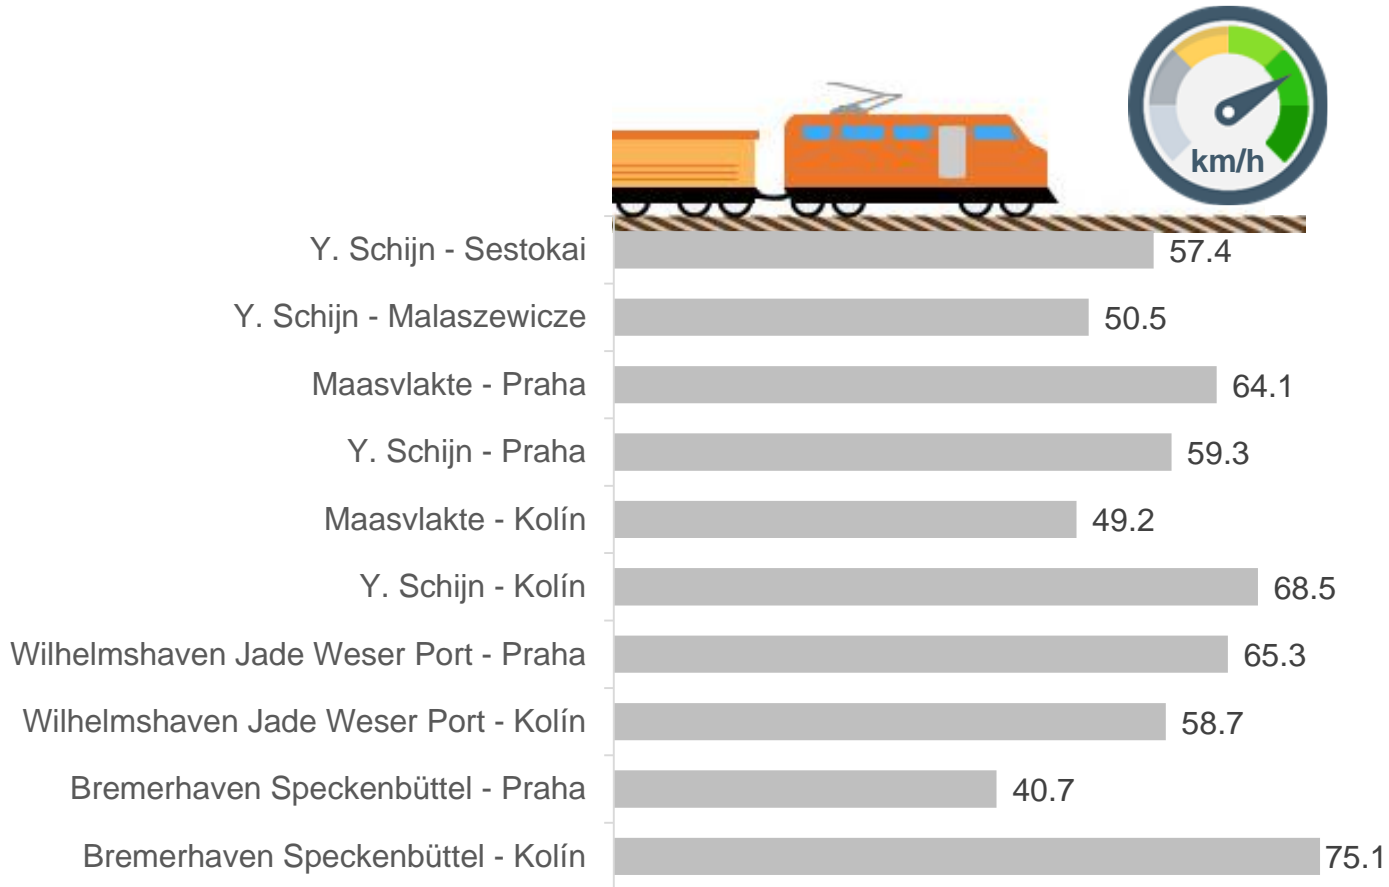 km/h
Y. Schijn - Sestokai 57.4
Y. Schijn - Malaszewicze 50.5
Maasvlakte - Praha 64.1
Y. Schijn - Praha 59.3
Maasvlakte - Kolín 49.2
Y. Schijn - Kolín 68.5
Wilhelmshaven Jade Weser Port - Praha 65.3
Wilhelmshaven Jade Weser Port - Kolín 58.7
Bremerhaven Speckenbüttel - Praha 40.7
Bremerhaven Speckenbüttel - Kolín 75.1